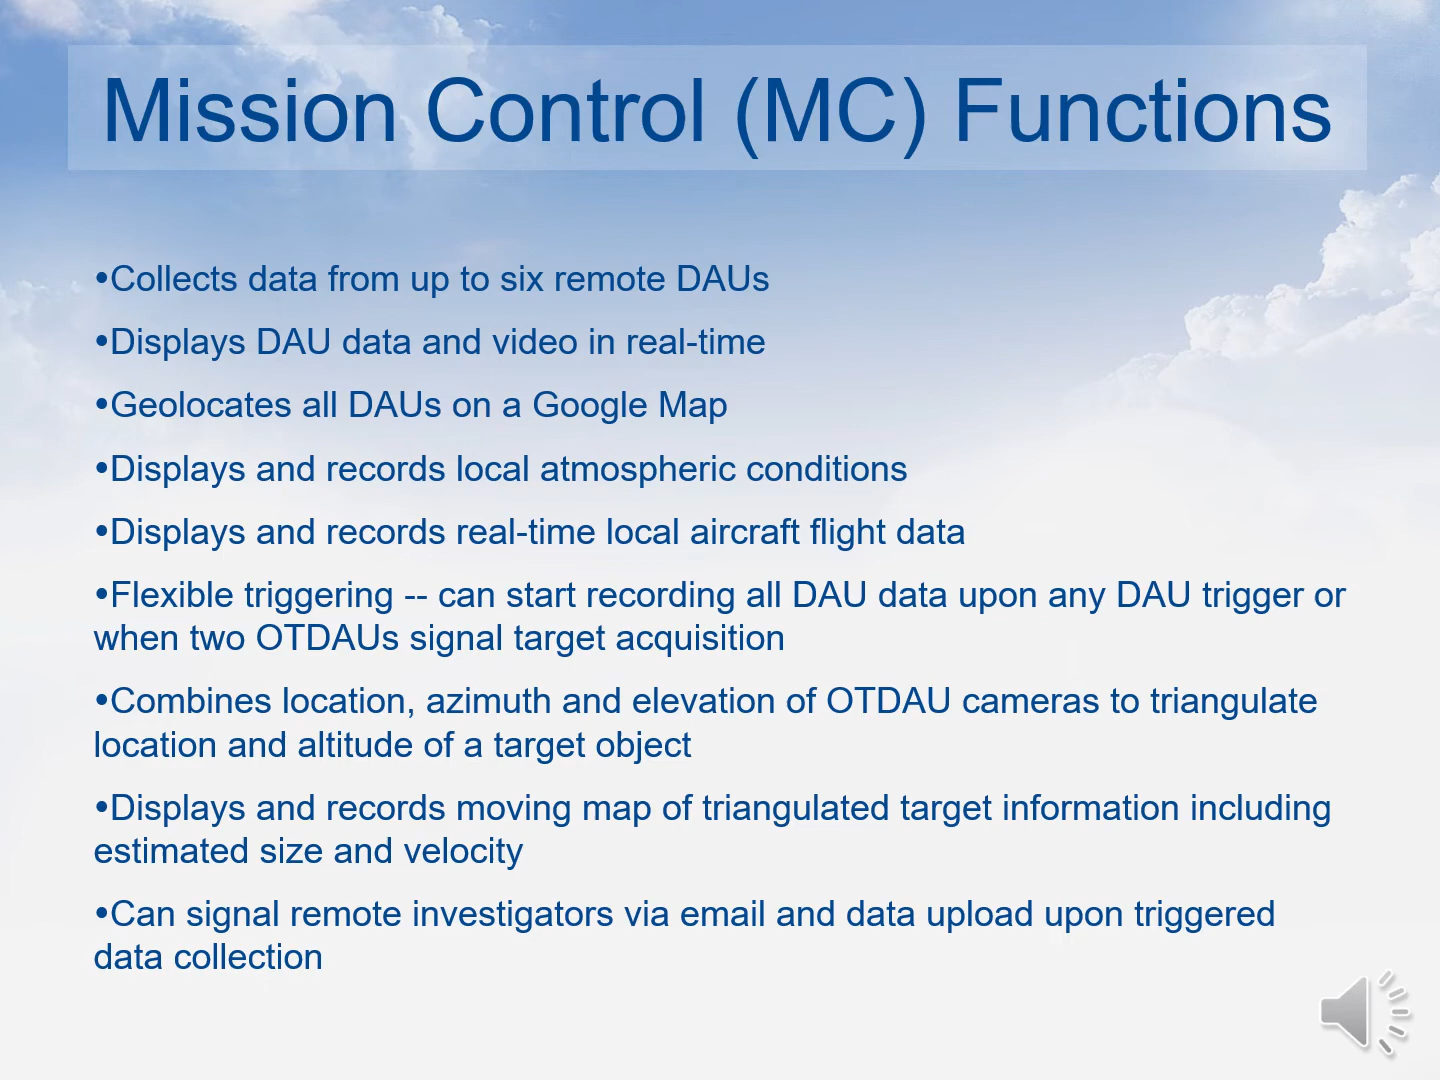 Mission Control (MC) Functions
•Collects data from up to six remote DAUs
•Displays DAU data and video in real-time
•Geolocates all DAUs on a Google Map
•Displays and records local atmospheric conditions
•Displays and records real-time local aircraft flight data
•Flexible triggering -- can start recording all DAU data upon any DAU trigger or
when two OTDAUs signal target acquisition
•Combines location, azimuth and elevation of OTDAU cameras to triangulate
location and altitude of a target object
•Displays and records moving map of triangulated target information including
estimated size and velocity
•Can signal remote investigators via email and data upload upon triggered
data collection